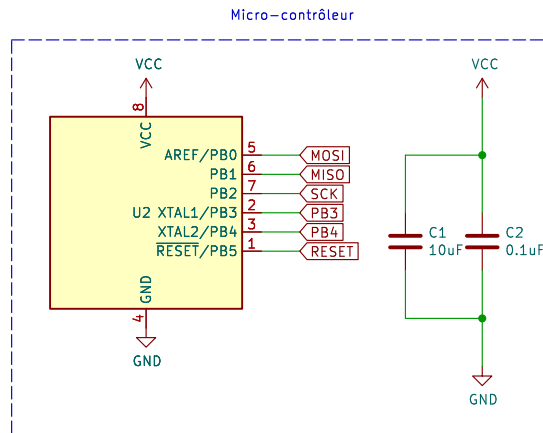 Micro-contrôleur
VCC
8
VCC
AREF/PB0 5 MOSI
PB1 6 MISO
PB2 7 SCK
U2 XTAL1/PB3 2 PB3
XTAL2/PB4 3 PB4
RESET/PB5 1 RESET
GND
4
GND
VCC
C1
10uF
C2
0.1uF
GND